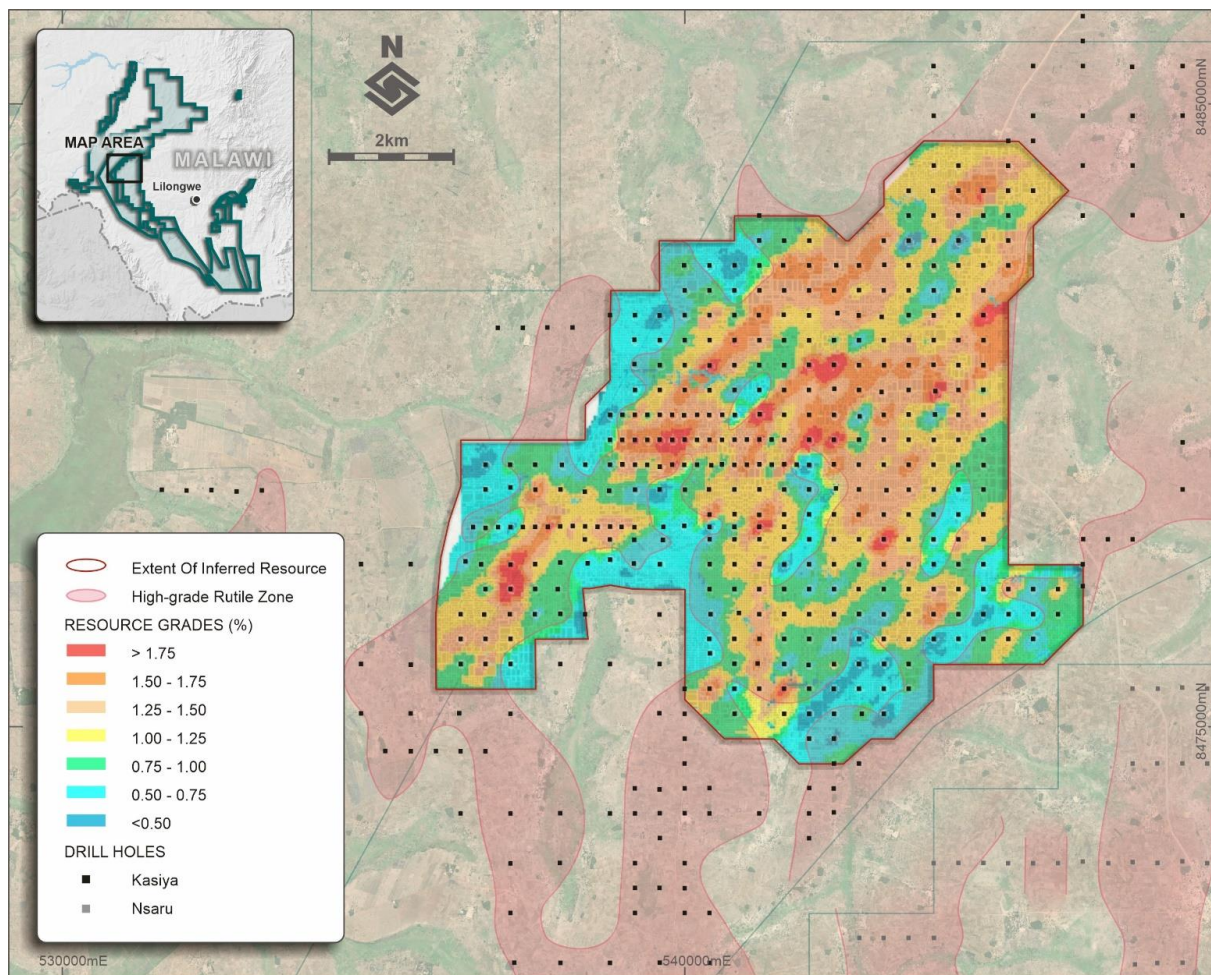 N
2km
MAP AREA
MALAWI
Lilongwe
8485000mN
Extent Of Inferred Resource
High-grade Rutile Zone
RESOURCE GRADES (%)
> 1.75
1.50 - 1.75
1.25 - 1.50
1.00 - 1.25
0.75 - 1.00
0.50 - 0.75
<0.50
DRILL HOLES
Kasiya
Nsaru
8475000mN
530000mE
540000mE